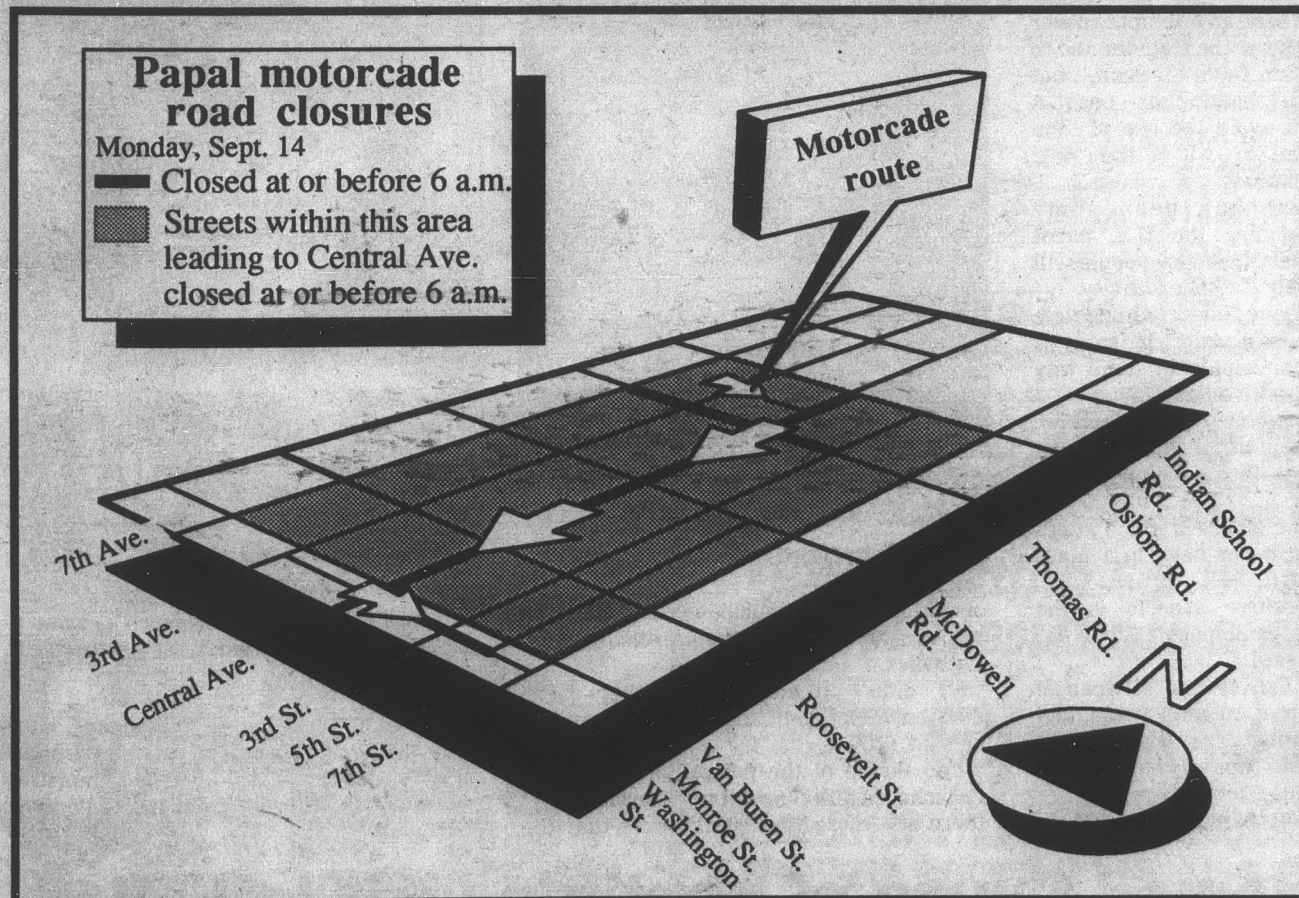 Papal motorcade
road closures
Monday, Sept. 14
Closed at or before 6 a.m.
Streets within this area
leading to Central Ave.
closed at or before 6 a.m.
Motorcade
route
7th Ave.
3rd Ave.
Central Ave.
3rd St.
5th St.
7th St.
Indian School
Rd.
Osborn Rd.
Thomas Rd.
McDowell
Rd.
Roosevelt St.
Van Buren St.
Monroe St.
Washington
St.
N